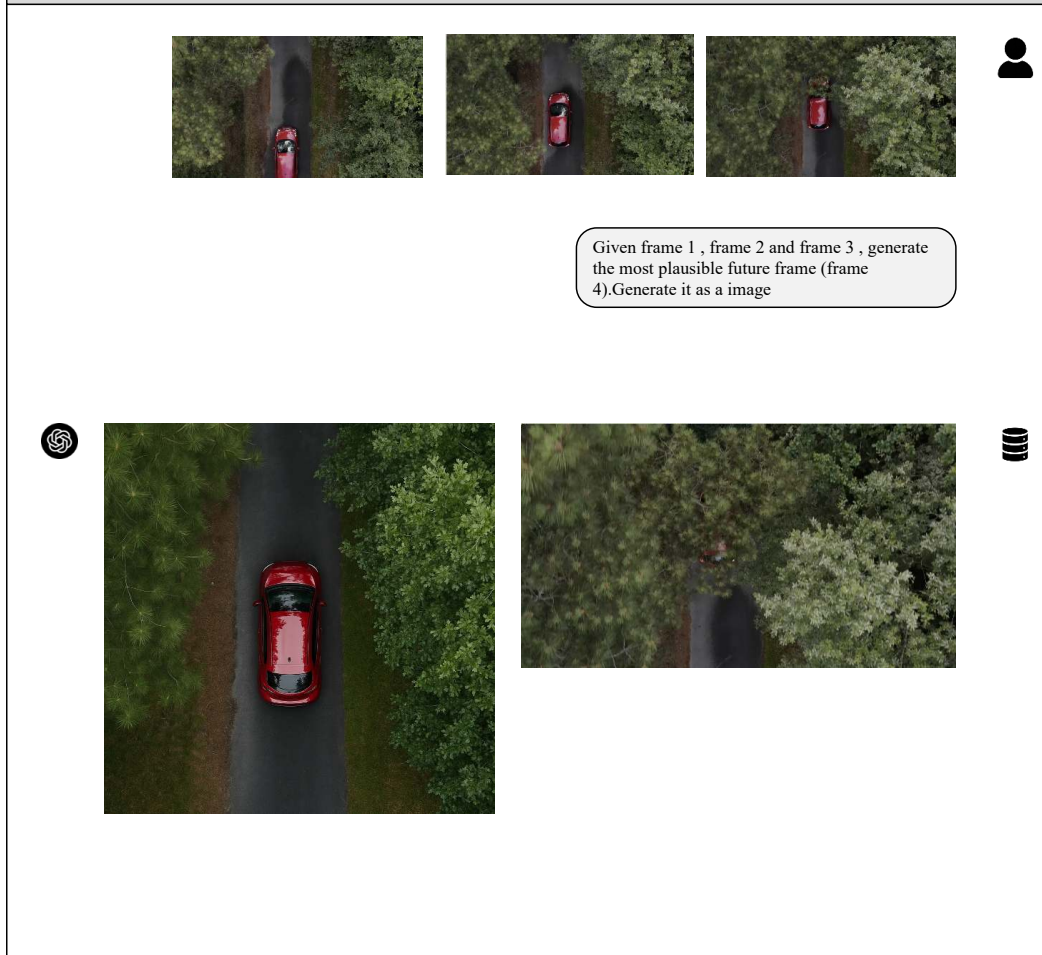 Given frame 1 , frame 2 and frame 3 , generate
the most plausible future frame (frame
4).Generate it as a image